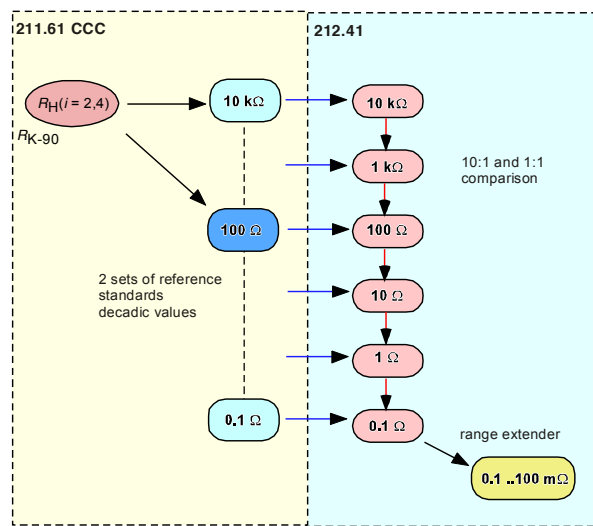 211.61 CCC
212.41
R_H(i = 2,4)
R_K-90
10 kΩ
10 kΩ
1 kΩ
10:1 and 1:1
comparison
100 Ω
100 Ω
2 sets of reference
standards
decadic values
10 Ω
1 Ω
0.1 Ω
0.1 Ω
range extender
0.1 ..100 mΩ